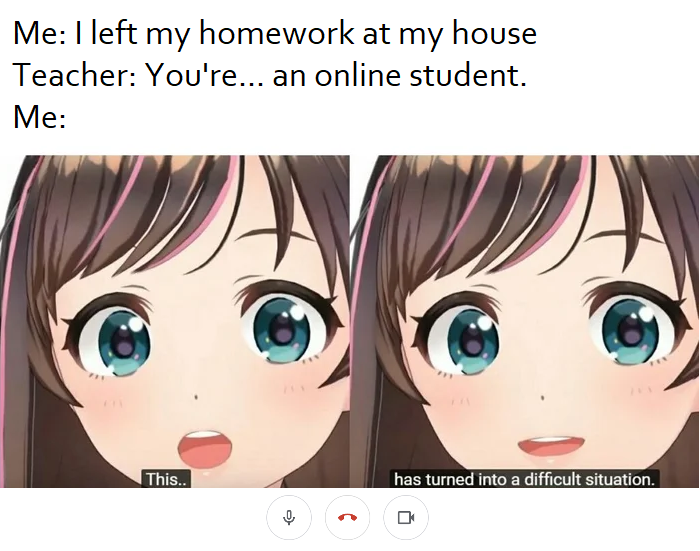 Me: I left my homework at my house
Teacher: You're... an online student.
Me:
This..
has turned into a difficult situation.